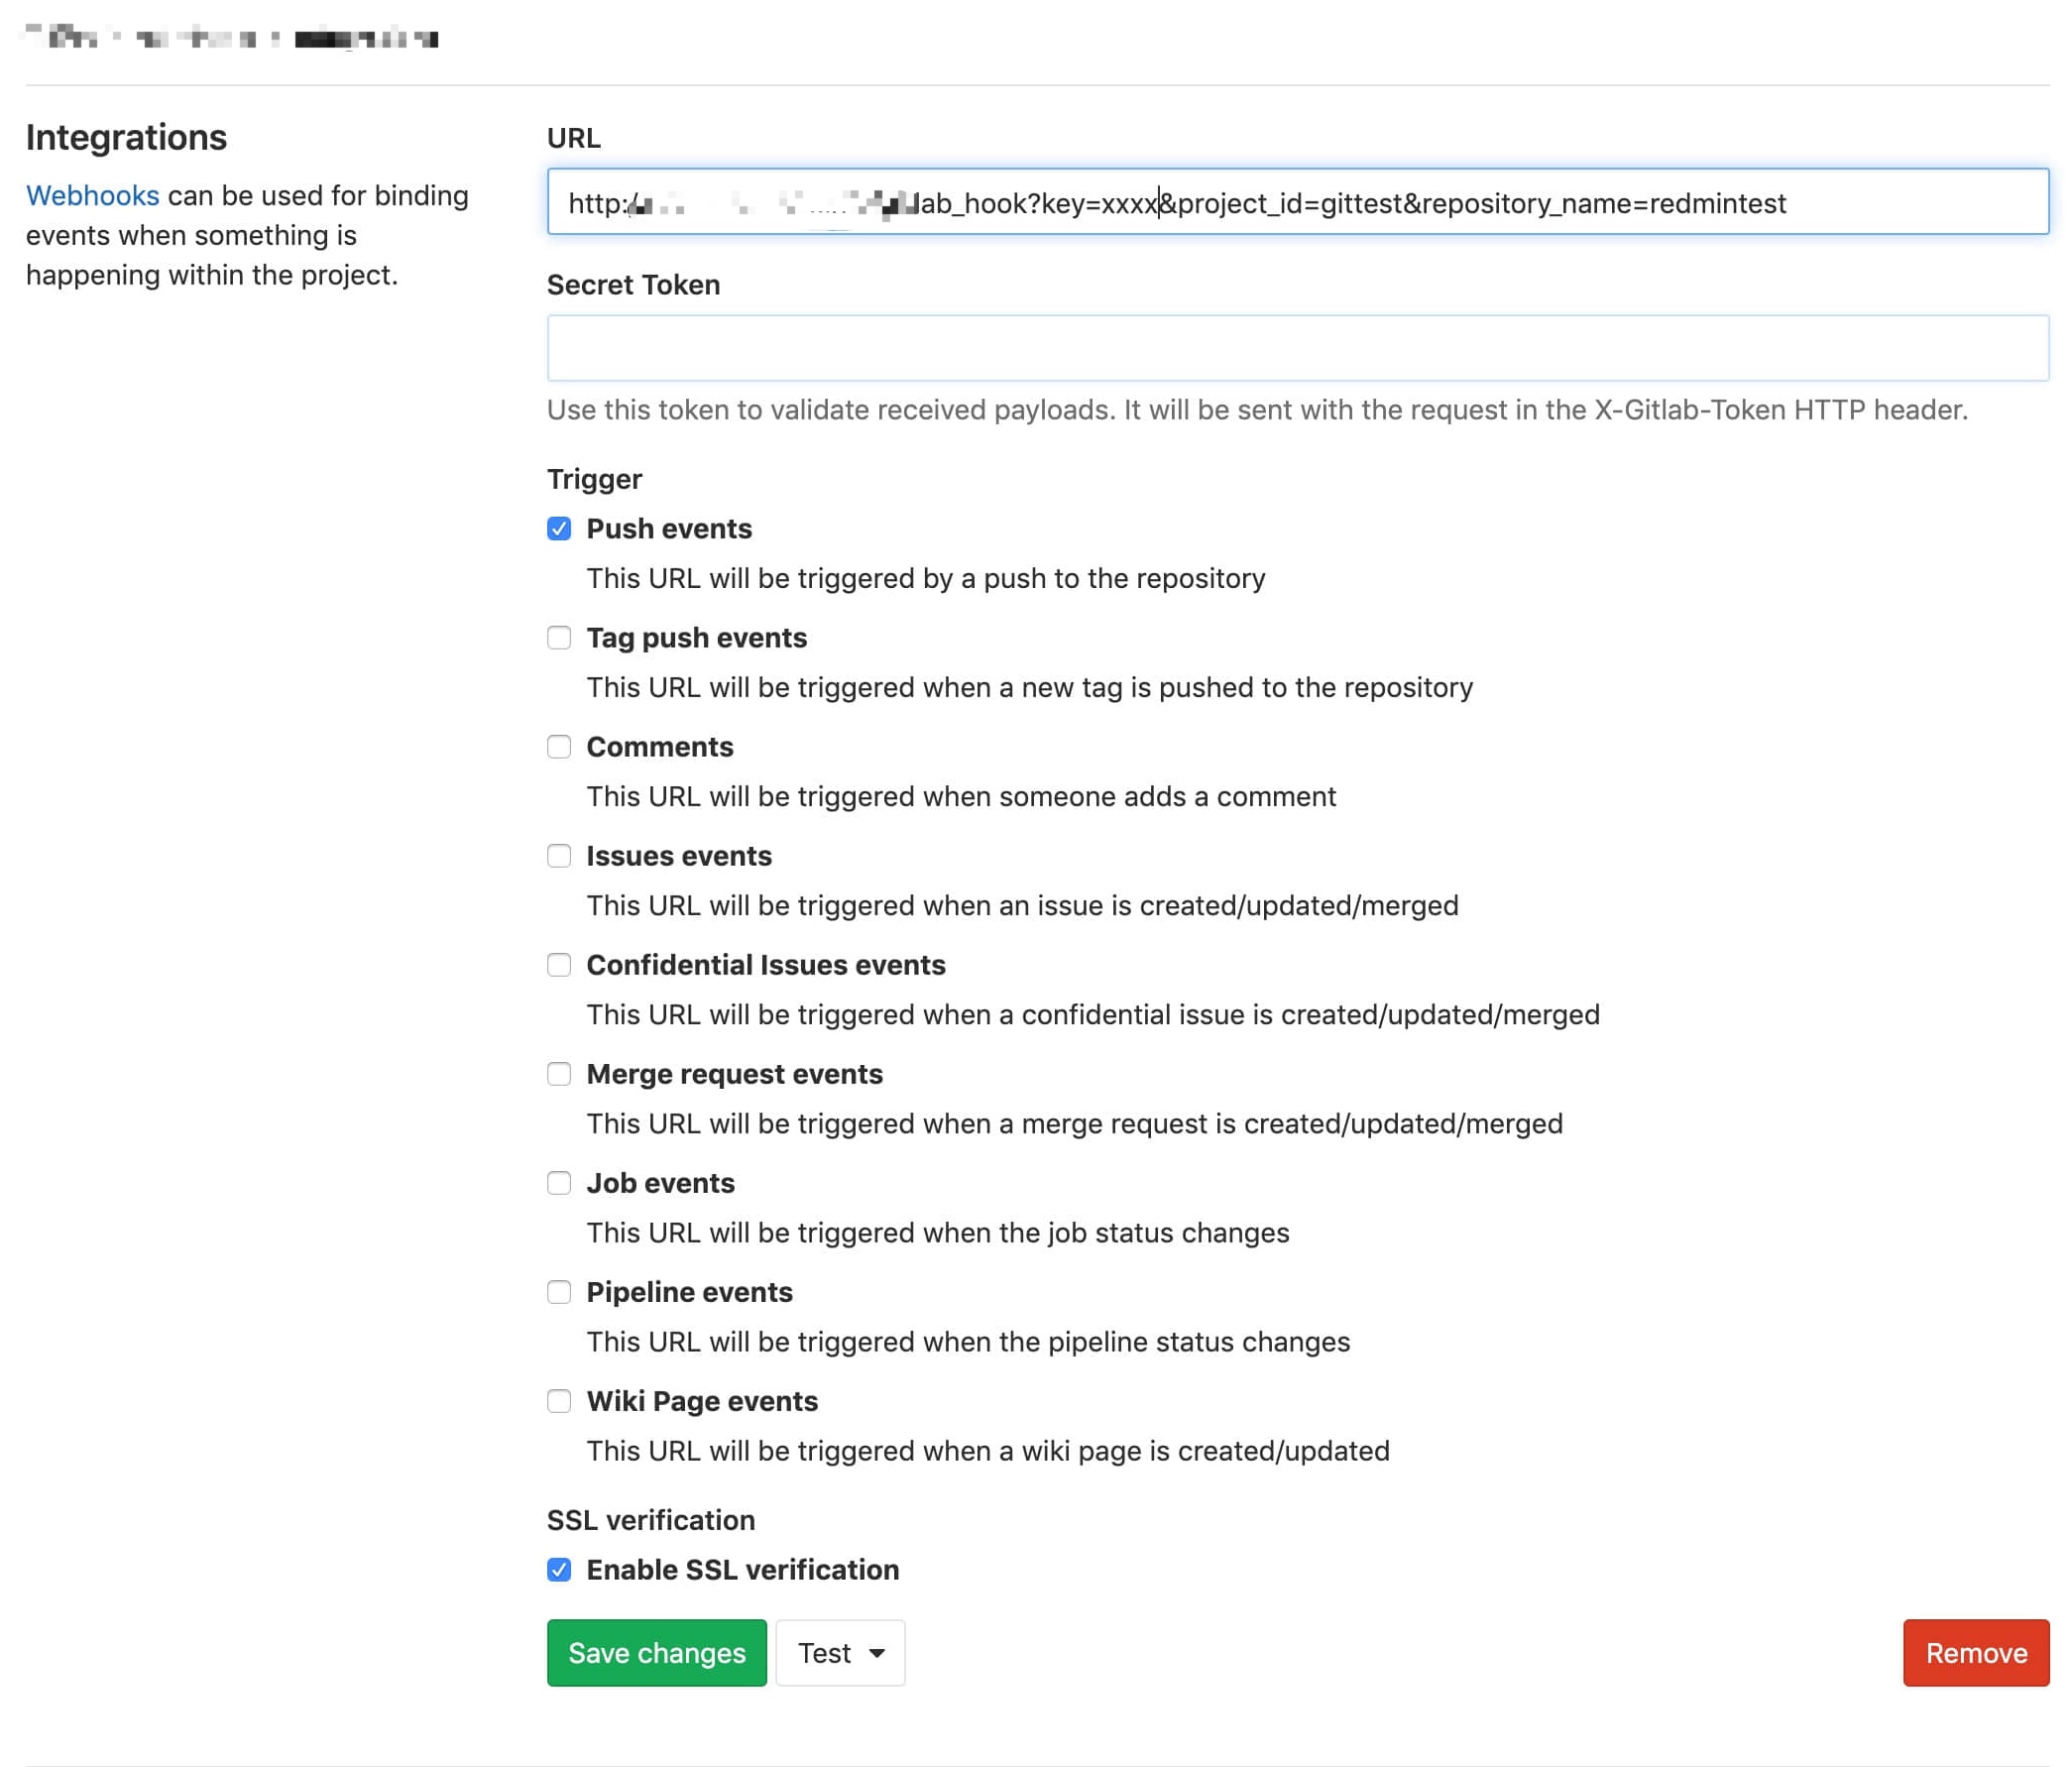 Integrations
Webhooks can be used for binding
events when something is
happening within the project.
URL
http:/ lab_hook?key=xxxx&project_id=gittest&repository_name=redmintest
Secret Token
Use this token to validate received payloads. It will be sent with the request in the X-Gitlab-Token HTTP header.
Trigger
Push events
This URL will be triggered by a push to the repository
Tag push events
This URL will be triggered when a new tag is pushed to the repository
Comments
This URL will be triggered when someone adds a comment
Issues events
This URL will be triggered when an issue is created/updated/merged
Confidential Issues events
This URL will be triggered when a confidential issue is created/updated/merged
Merge request events
This URL will be triggered when a merge request is created/updated/merged
Job events
This URL will be triggered when the job status changes
Pipeline events
This URL will be triggered when the pipeline status changes
Wiki Page events
This URL will be triggered when a wiki page is created/updated
SSL verification
Enable SSL verification
Save changes Test Remove